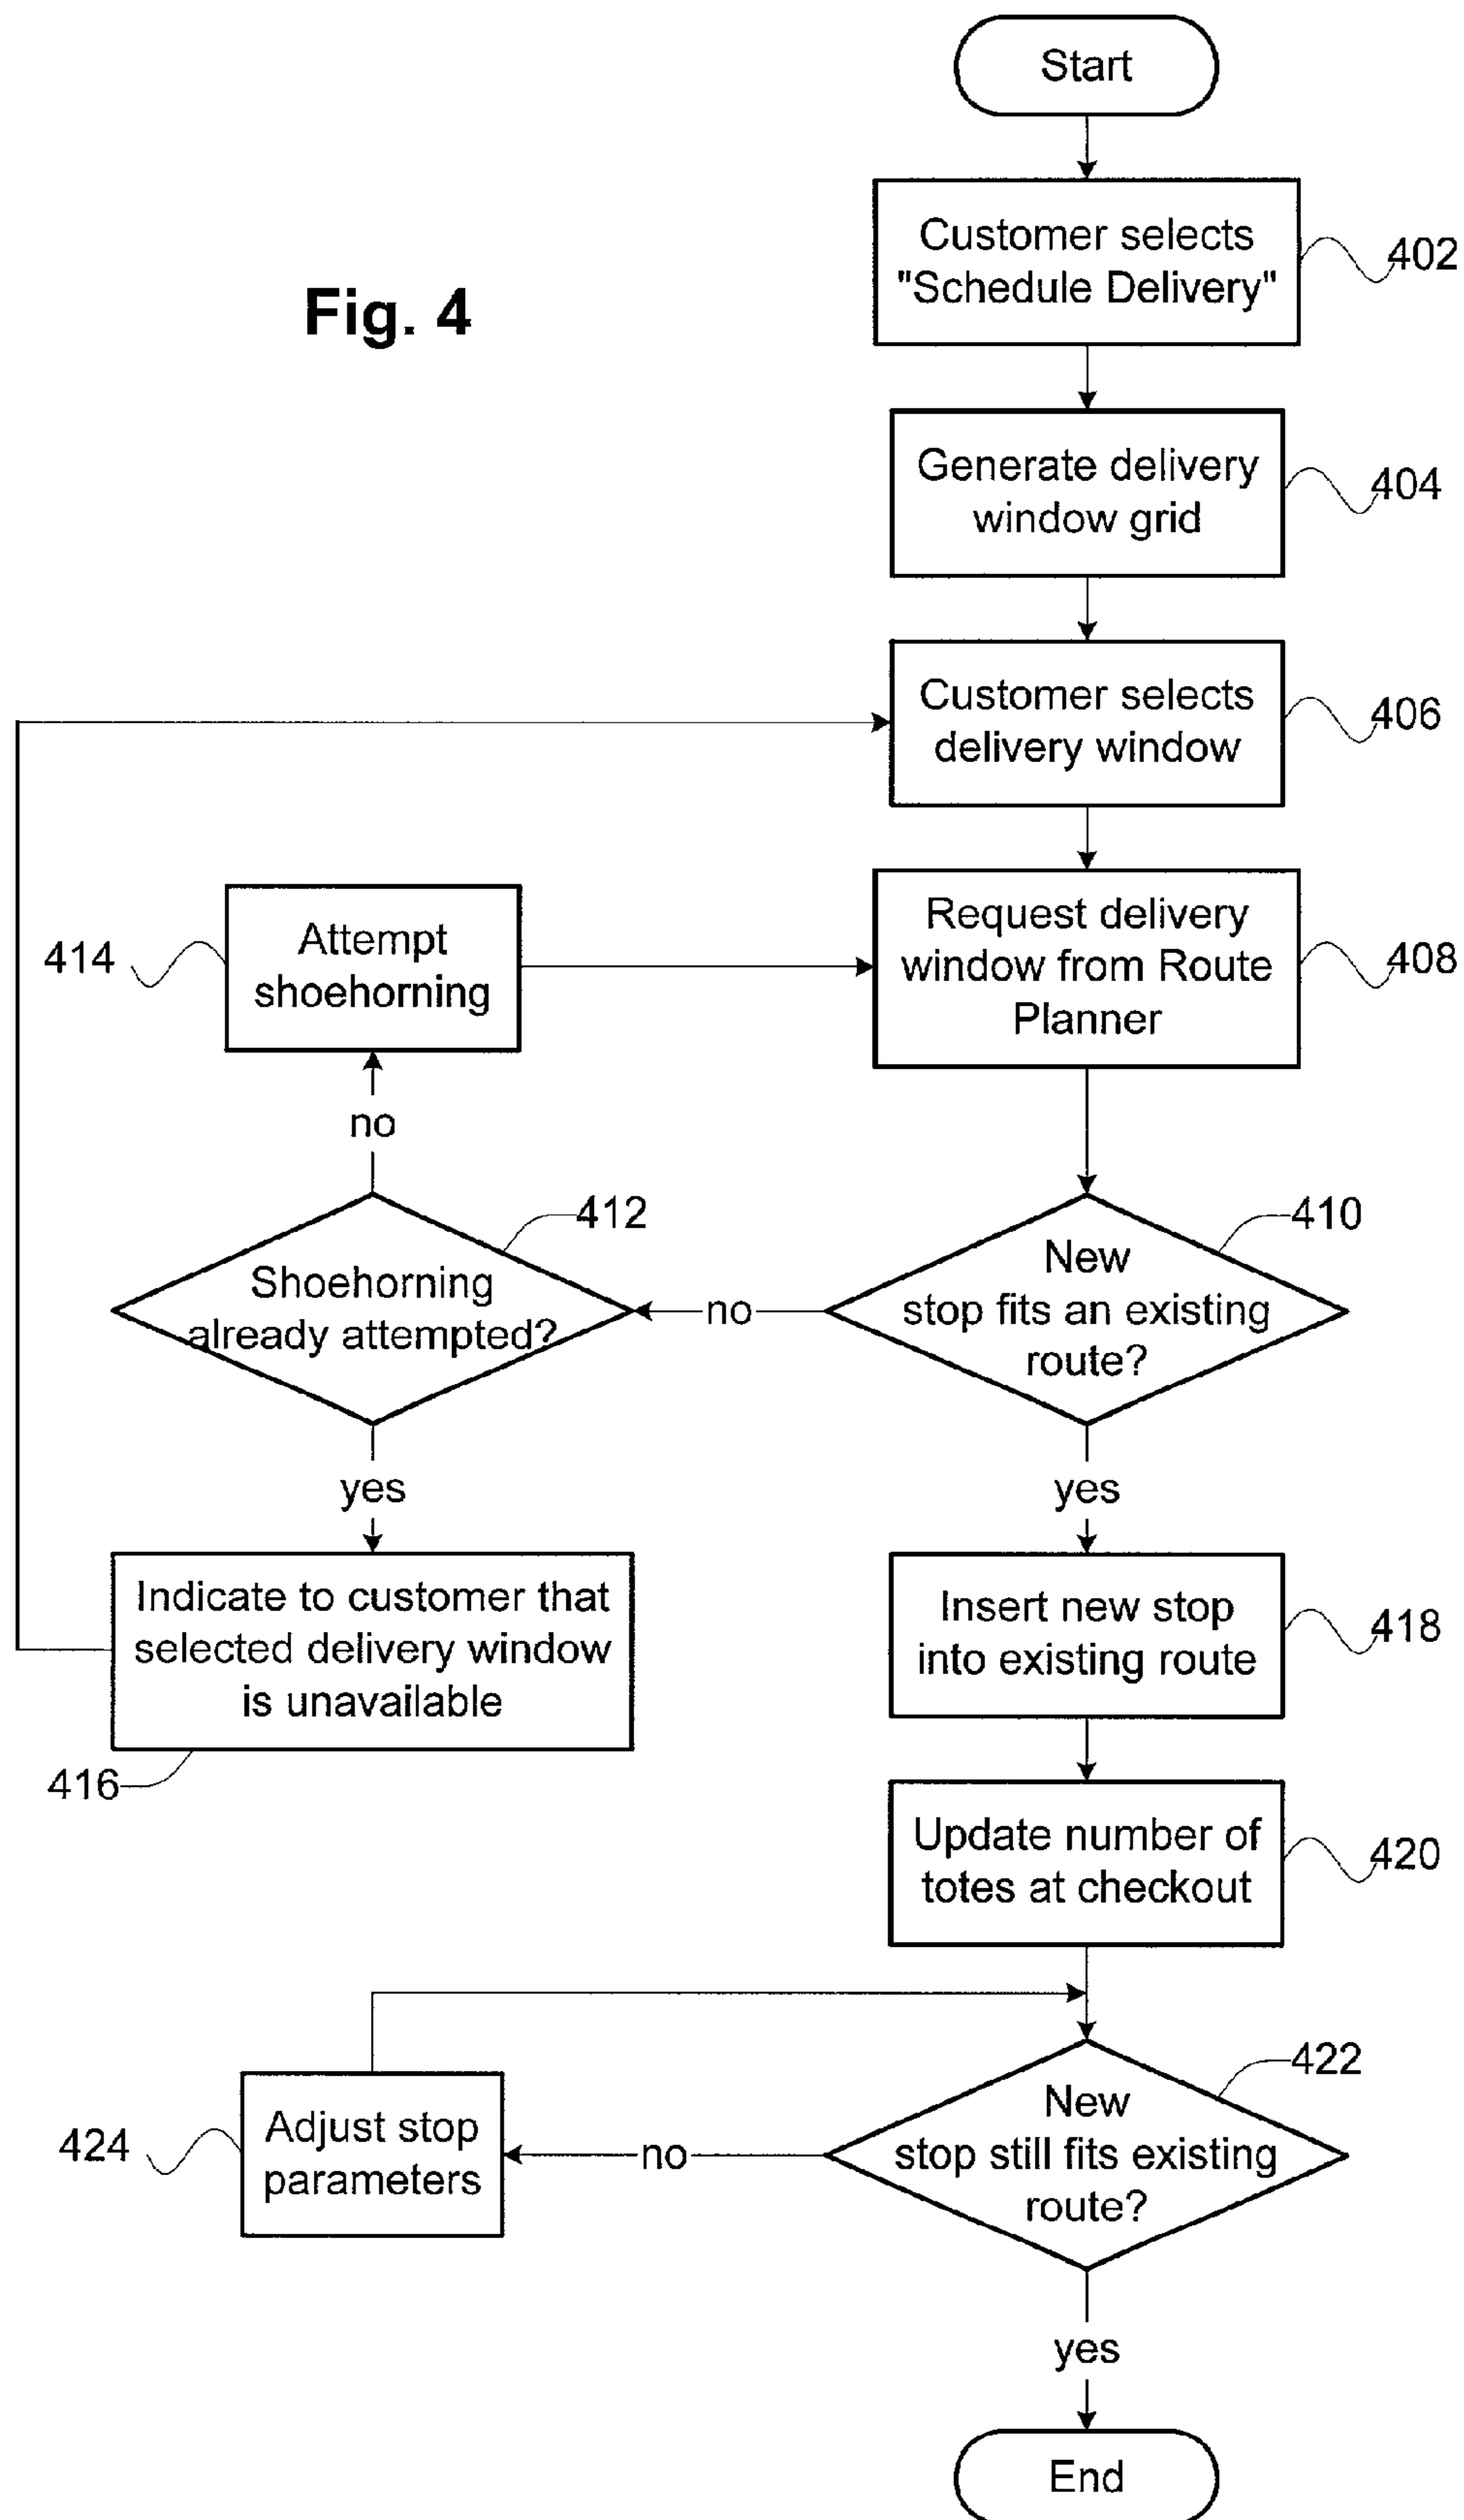 Start
Customer selects
"Schedule Delivery"
402
Fig. 4
Generate delivery
window grid
404
Customer selects
delivery window
406
Attempt
shoehorning
414
Request delivery
window from Route
Planner
408
no
412
Shoehorning
already attempted?
no
410
New
stop fits an existing
route?
yes
yes
Indicate to customer that
selected delivery window
is unavailable
416
Insert new stop
into existing route
418
Update number of
totes at checkout
420
422
New
stop still fits existing
route?
no
Adjust stop
parameters
424
yes
End